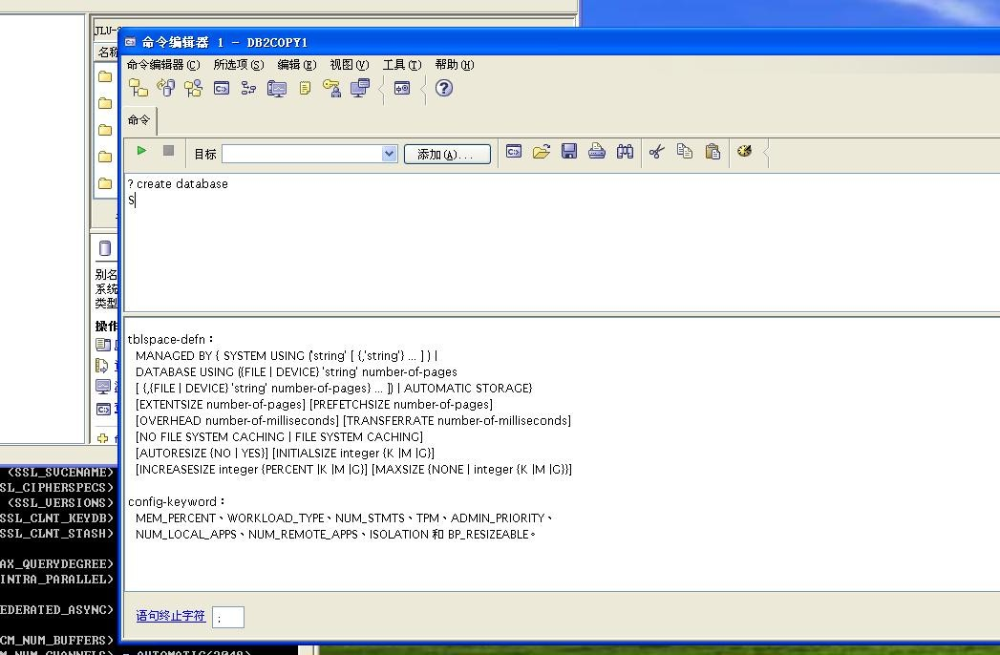 JLU-
命令编辑器 1 - DB2COPY1
名称
命令编辑器(C) 所选项(S) 编辑(E) 视图(V) 工具(T) 帮助(H)
命令
目标 添加(A)...
? create database
S
别名
系统
类型
操作
tblspace-defn：
MANAGED BY { SYSTEM USING ('string' [ {,'string'} ... ] ) |
DATABASE USING ({FILE | DEVICE} 'string' number-of-pages
[ {,{FILE | DEVICE} 'string' number-of-pages} ... ]) | AUTOMATIC STORAGE}
[EXTENTSIZE number-of-pages] [PREFETCHSIZE number-of-pages]
[OVERHEAD number-of-milliseconds] [TRANSFERRATE number-of-milliseconds]
[NO FILE SYSTEM CACHING | FILE SYSTEM CACHING]
[AUTORESIZE {NO | YES}] [INITIALSIZE integer {K |M |G}]
[INCREASESIZE integer {PERCENT |K |M |G}] [MAXSIZE {NONE | integer {K |M |G}}]
config-keyword：
MEM_PERCENT、WORKLOAD_TYPE、NUM_STMTS、TPM、ADMIN_PRIORITY、
NUM_LOCAL_APPS、NUM_REMOTE_APPS、ISOLATION 和 BP_RESIZEABLE。
语句终止字符 ;
(SSL_SVCENAME)
SL_CIPHERSPECS)
(SSL_VERSIONS)
SSL_CLNT_KEYDB)
SSL_CLNT_STASH)
AX_QUERYDEGREE)
INTRA_PARALLEL)
EDERATED_ASYNC)
CM_NUM_BUFFERS)
M_NUM_CHANNELS) = AUTOMATIC(2048)